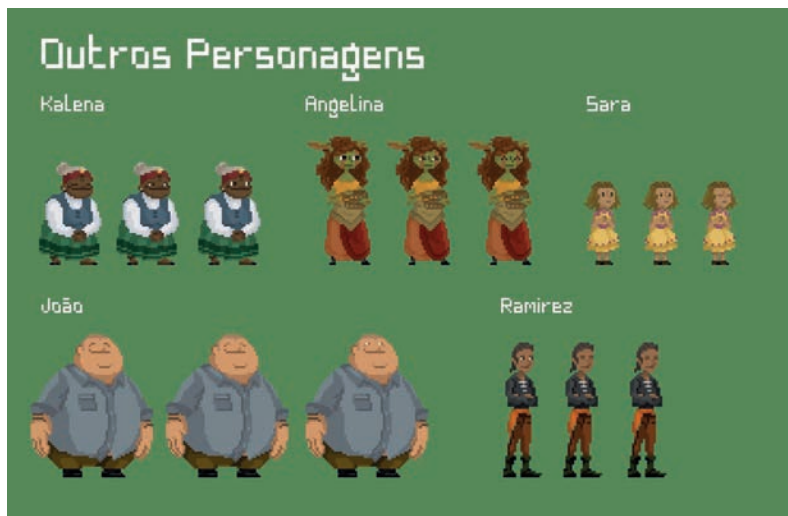 Outros Personagens
Kalena
Angelina
Sara
João
Ramirez